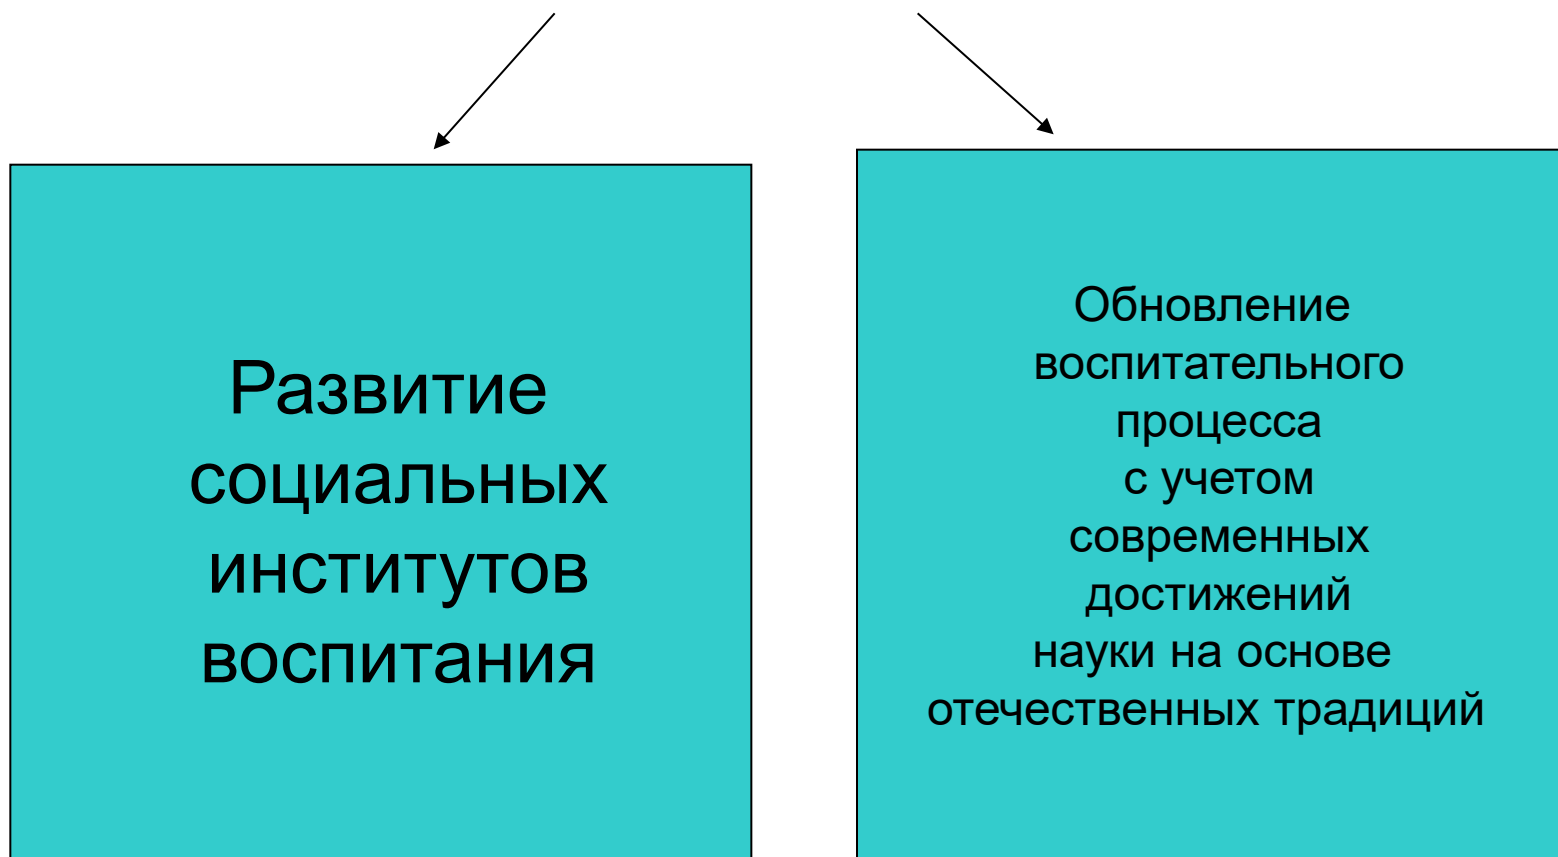 Развитие
социальных
институтов
воспитания
Обновление
воспитательного
процесса
с учетом
современных
достижений
науки на основе
отечественных традиций